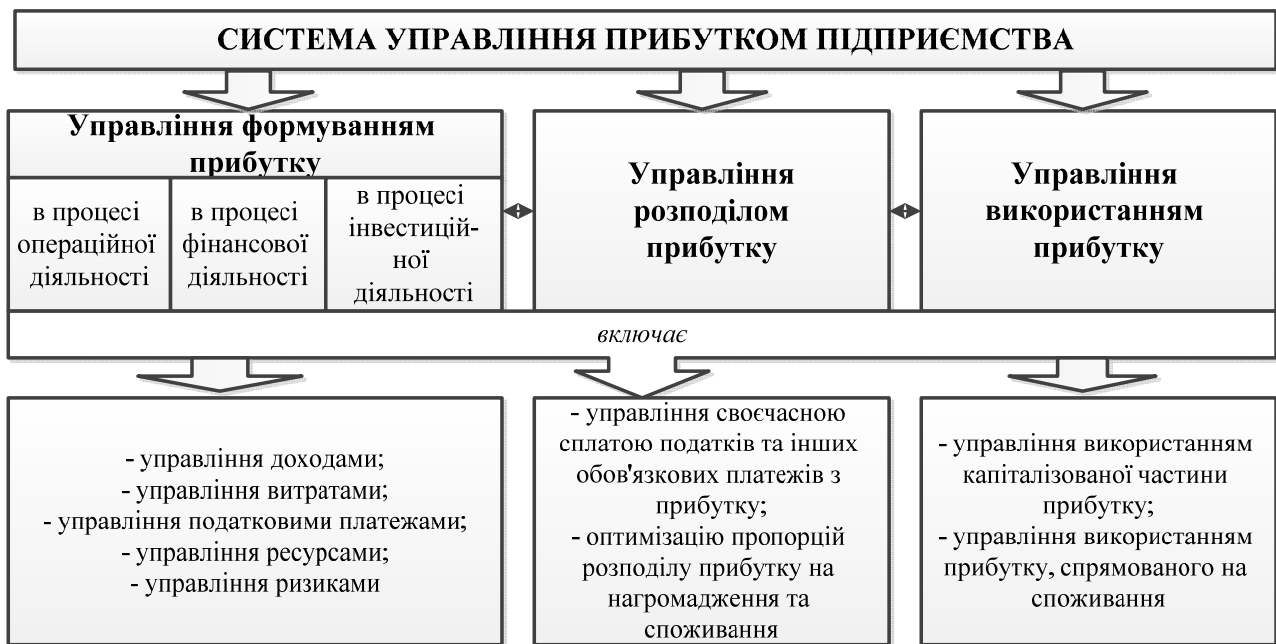 СИСТЕМА УПРАВЛІННЯ ПРИБУТКОМ ПІДПРИЄМСТВА
Управління формуванням
прибутку
в процесі
операційної
діяльності
в процесі
фінансової
діяльності
в процесі
інвестицій-
ної
діяльності
Управління
розподілом
прибутку
Управління
використанням
прибутку
включає
- управління доходами;
- управління витратами;
- управління податковими платежами;
- управління ресурсами;
- управління ризиками
- управління своєчасною
сплатою податків та інших
обов'язкових платежів з
прибутку;
- оптимізацію пропорцій
розподілу прибутку на
нагромадження та
споживання
- управління використанням
капіталізованої частини
прибутку;
- управління використанням
прибутку, спрямованого на
споживання